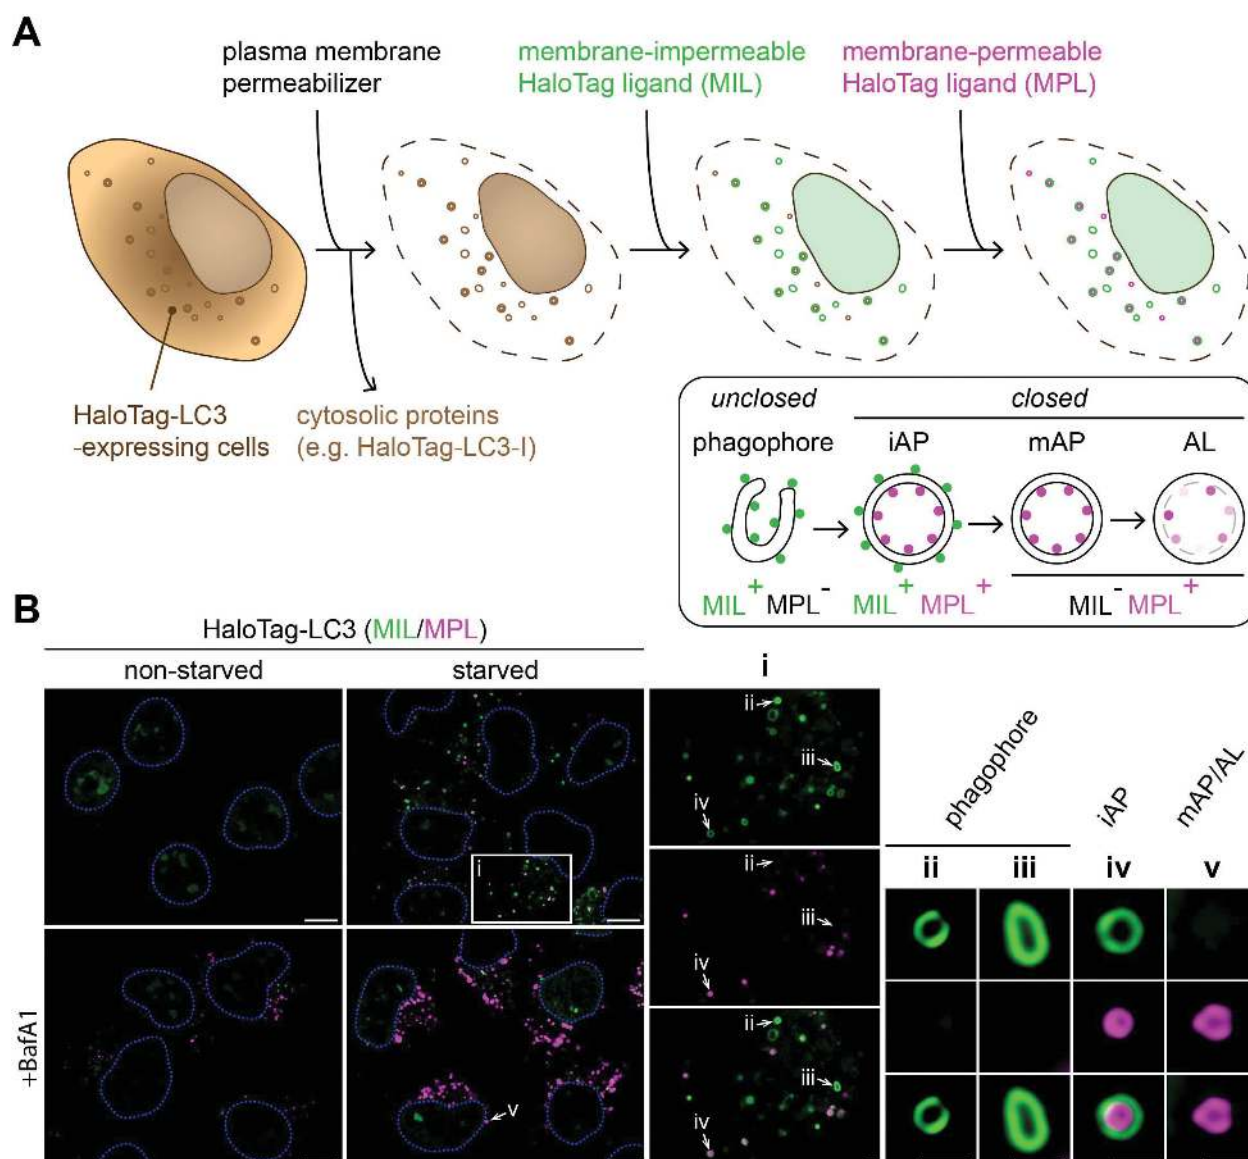 A
plasma membrane
permeabilizer
membrane-impermeable
HaloTag ligand (MIL)
membrane-permeable
HaloTag ligand (MPL)
HaloTag-LC3
-expressing cells
cytosolic proteins
(e.g. HaloTag-LC3-I)
unclosed
closed
phagophore
iAP
mAP
AL
MIL+ MPL-
MIL+ MPL+
MIL- MPL+
B
HaloTag-LC3 (MIL/MPL)
non-starved
starved
i
i
ii
iii
iv
ii
iii
iv
ii
iii
iv
+BafA1
v
phagophore
iAP
mAP/AL
ii
iii
iv
v